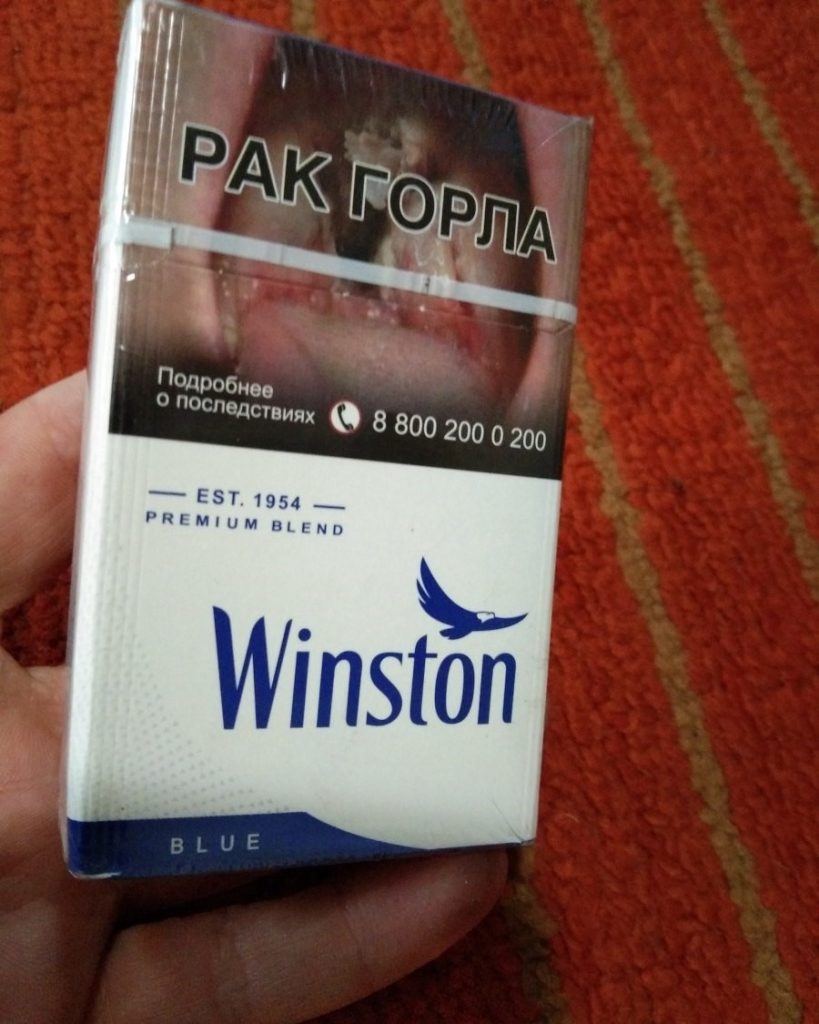 РАК ГОРЛА
Подробнее
о последствиях 8 800 200 0 200
EST. 1954
PREMIUM BLEND
Winston
BLUE